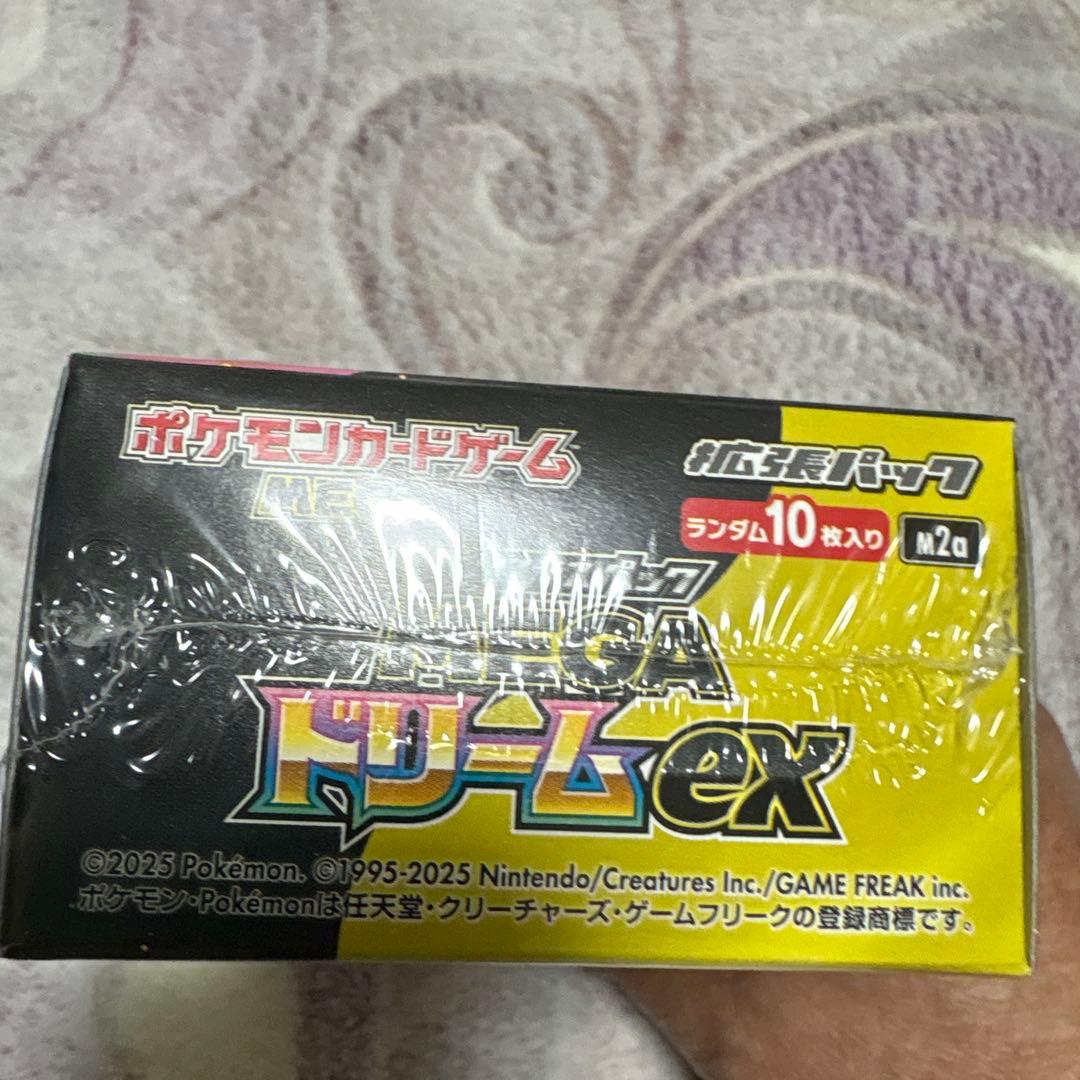 ポケモンカードゲーム
拡張パック
ランダム10枚入り
M2a
MEGA
ドリームex
©2025 Pokémon. ©1995-2025 Nintendo/Creatures Inc./GAME FREAK inc.
ポケモン・Pokémonは任天堂・クリーチャーズ・ゲームフリークの登録商標です。